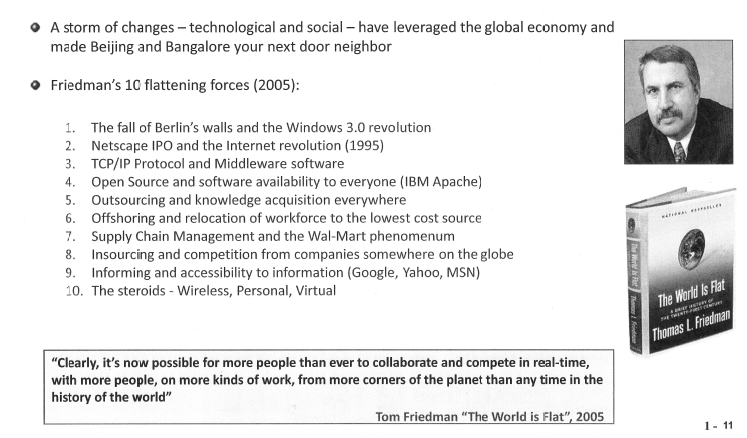 A storm of changes – technological and social – have leveraged the global economy and
made Beijing and Bangalore your next door neighbor
Friedman's 10 flattening forces (2005):
1. The fall of Berlin's walls and the Windows 3.0 revolution
2. Netscape IPO and the Internet revolution (1995)
3. TCP/IP Protocol and Middleware software
4. Open Source and software availability to everyone (IBM Apache)
5. Outsourcing and knowledge acquisition everywhere
6. Offshoring and relocation of workforce to the lowest cost source
7. Supply Chain Management and the Wal-Mart phenomenum
8. Insourcing and competition from companies somewhere on the globe
9. Informing and accessibility to information (Google, Yahoo, MSN)
10. The steroids - Wireless, Personal, Virtual
NATIONAL BESTSELLER
The World Is Flat
A BRIEF HISTORY OF
THE TWENTY-FIRST CENTURY
Thomas L. Friedman
The World Is Flat
Thomas L. Friedman
"Clearly, it's now possible for more people than ever to collaborate and compete in real-time,
with more people, on more kinds of work, from more corners of the planet than any time in the
history of the world"
Tom Friedman "The World is Flat", 2005
1 - 11